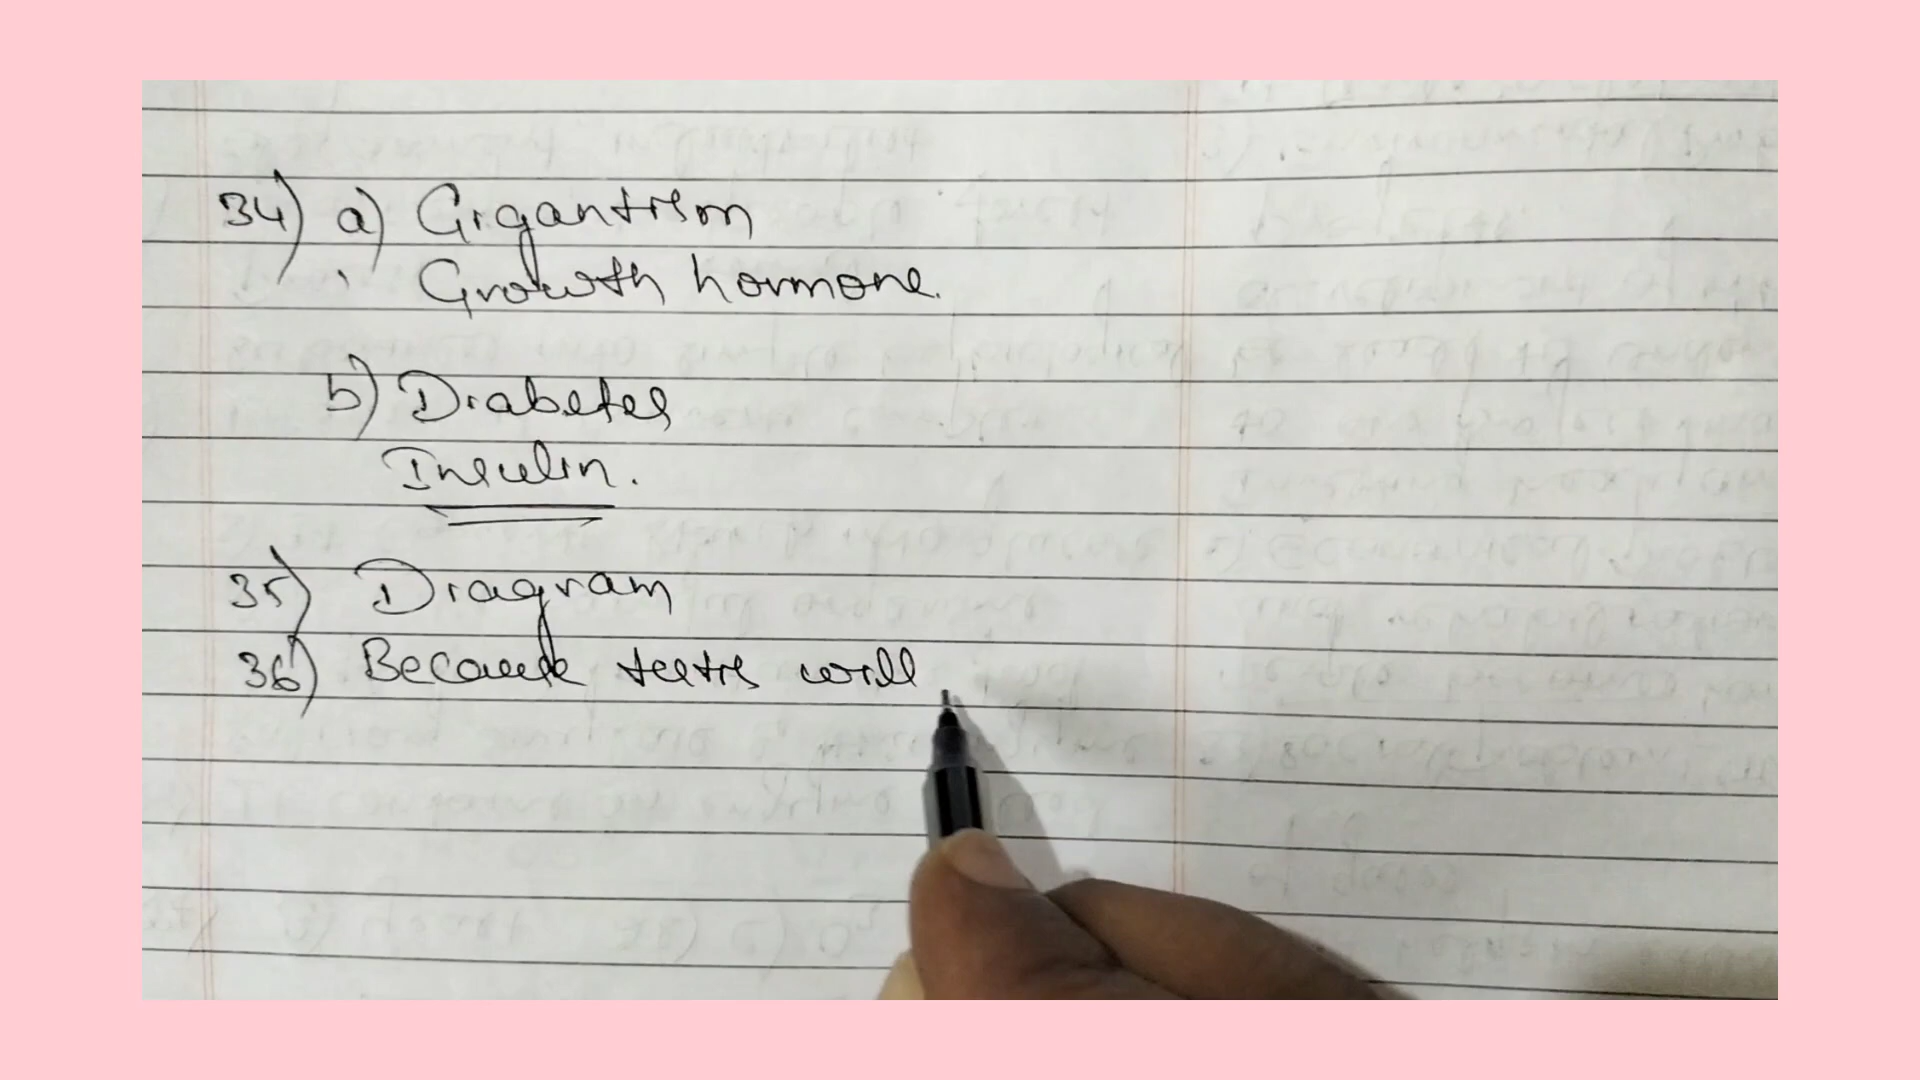 34) a) Gigantism
Growth hormone.
b) Diabetes
Insulin.
35) Diagram
36) Because testis will